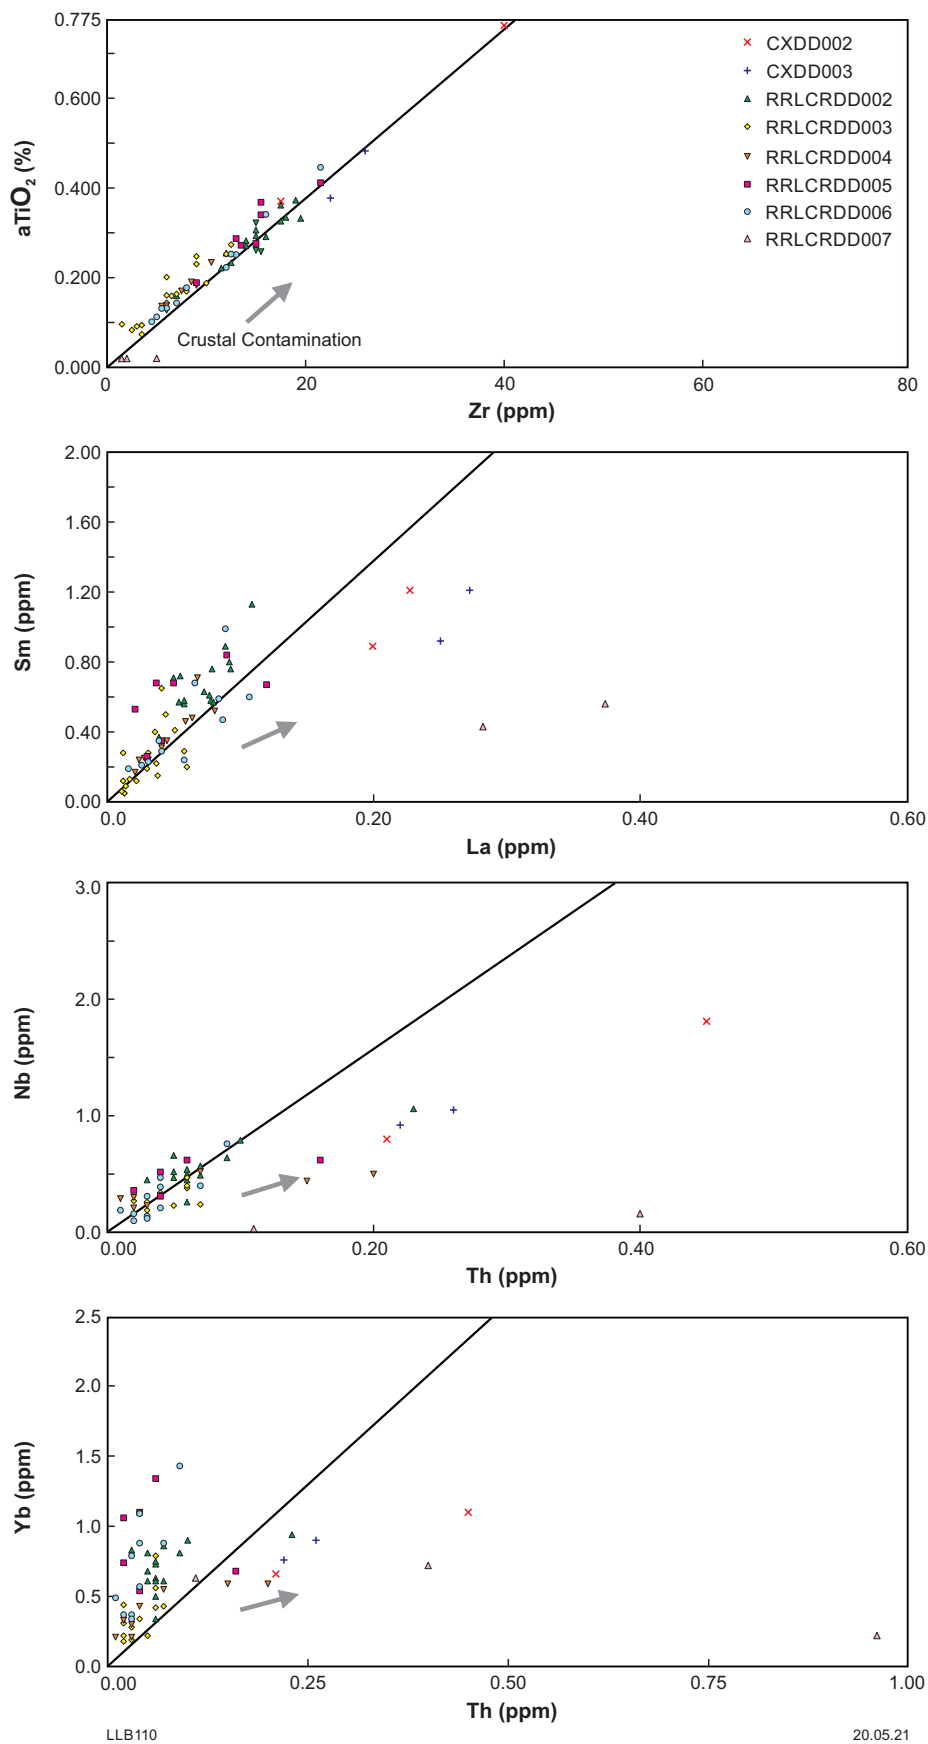 0.775
0.600
0.400
0.200
0.000
aTiO2 (%)
CXDD002
CXDD003
RRLCRDD002
RRLCRDD003
RRLCRDD004
RRLCRDD005
RRLCRDD006
RRLCRDD007
Crustal Contamination
0 20 40 60 80
Zr (ppm)
2.00
1.60
1.20
0.80
0.40
0.00
Sm (ppm)
0.0 0.20 0.40 0.60
La (ppm)
3.0
2.0
1.0
0.0
Nb (ppm)
0.00 0.20 0.40 0.60
Th (ppm)
2.5
2.0
1.5
1.0
0.5
0.0
Yb (ppm)
0.00 0.25 0.50 0.75 1.00
Th (ppm)
LLB110 20.05.21